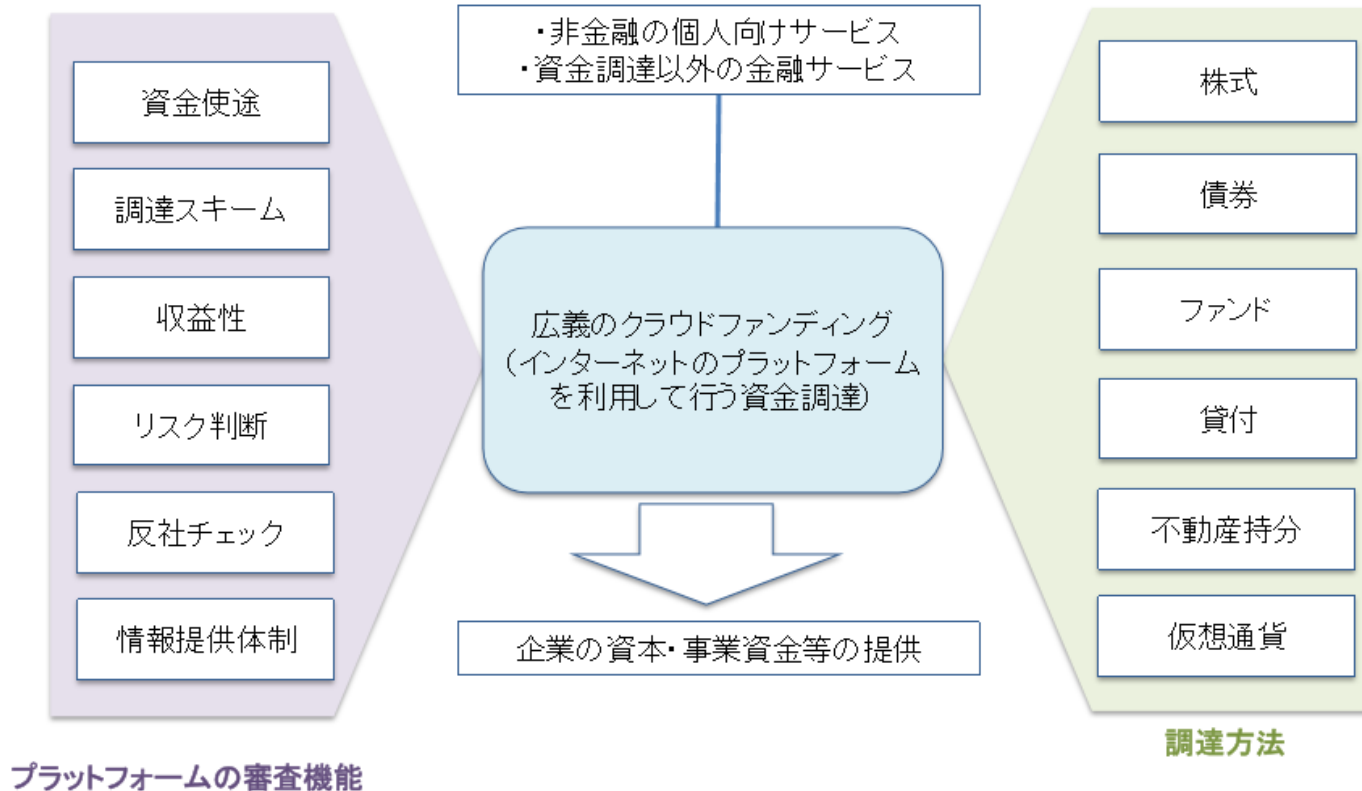 ・非金融の個人向けサービス
・資金調達以外の金融サービス
資金使途
調達スキーム
収益性
リスク判断
反社チェック
情報提供体制
プラットフォームの審査機能
広義のクラウドファンディング
(インターネットのプラットフォーム
を利用して行う資金調達)
企業の資本・事業資金等の提供
株式
債券
ファンド
貸付
不動産持分
仮想通貨
調達方法